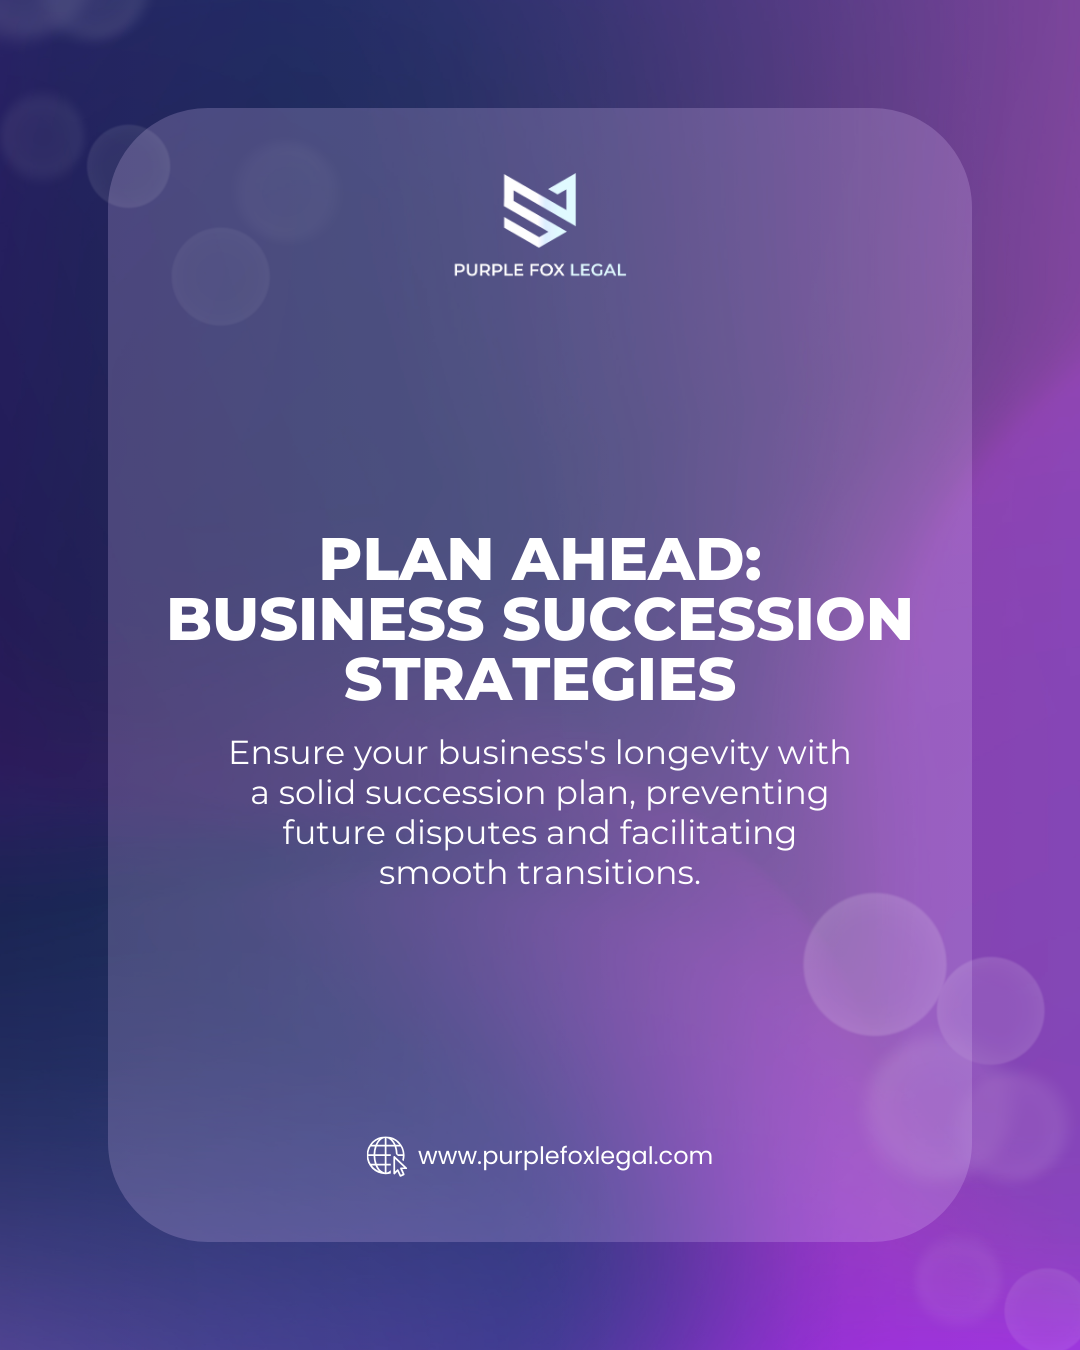 PURPLE FOX LEGAL
PLAN AHEAD:
BUSINESS SUCCESSION
STRATEGIES
Ensure your business's longevity with
a solid succession plan, preventing
future disputes and facilitating
smooth transitions.
www.purplefoxlegal.com